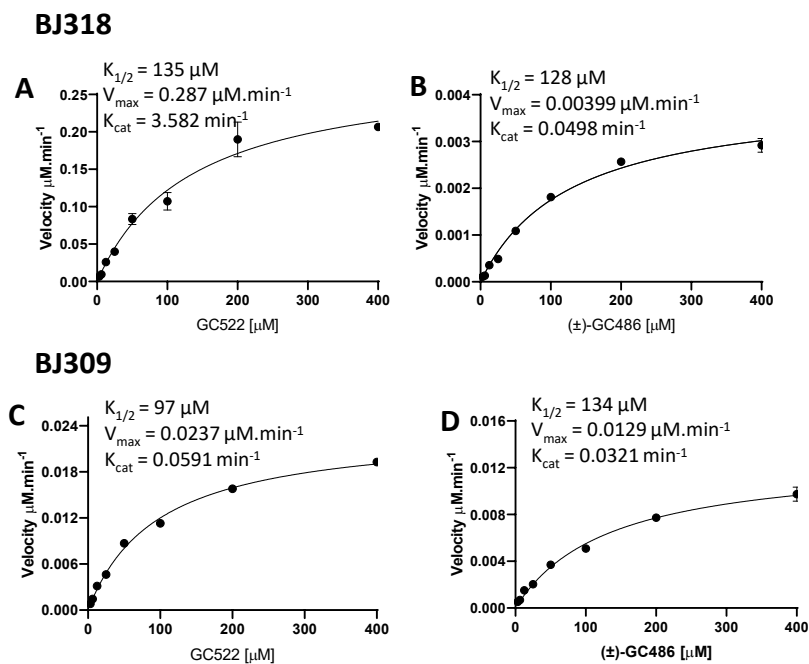 BJ318
A
K1/2 = 135 µM
Vmax = 0.287 µM.min-1
Kcat = 3.582 min-1
0.25
0.20
0.15
0.10
0.05
0.00
Velocity µM.min-1
0 100 200 300 400
GC522 [µM]
B
K1/2 = 128 µM
Vmax = 0.00399 µM.min-1
Kcat = 0.0498 min-1
0.004
0.003
0.002
0.001
0.000
Velocity µM.min-1
0 100 200 300 400
(±)-GC486 [µM]
BJ309
C
K1/2 = 97 µM
Vmax = 0.0237 µM.min-1
Kcat = 0.0591 min-1
0.024
0.018
0.012
0.006
0.000
Velocity µM.min-1
0 100 200 300 400
GC522 [µM]
D
K1/2 = 134 µM
Vmax = 0.0129 µM.min-1
Kcat = 0.0321 min-1
0.016
0.012
0.008
0.004
0.000
Velocity µM.min-1
0 100 200 300 400
(±)-GC486 [µM]